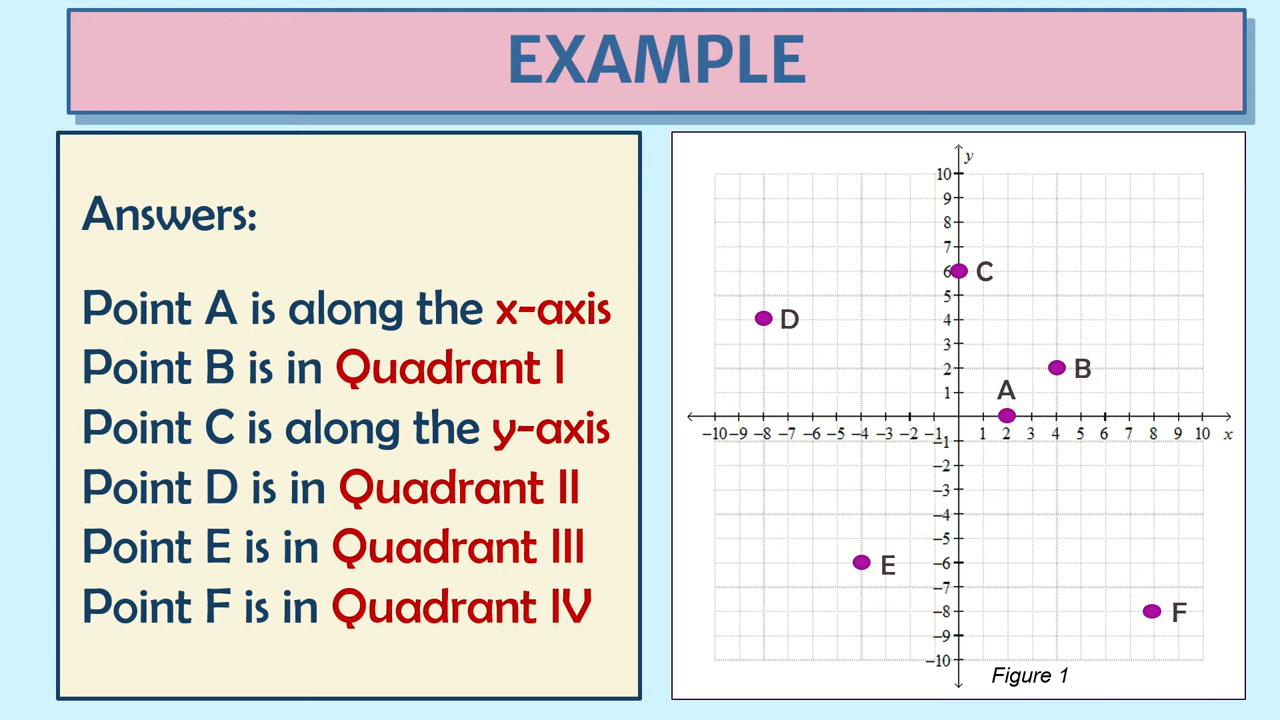 EXAMPLE
Answers:
Point A is along the x-axis
Point B is in Quadrant I
Point C is along the y-axis
Point D is in Quadrant II
Point E is in Quadrant III
Point F is in Quadrant IV
y
10
9
8
7
6 C
5
4 D
3
2 B
1 A
–10 –9 –8 –7 –6 –5 –4 –3 –2 –1 1 2 3 4 5 6 7 8 9 10 x
–1
–2
–3
–4
–5
–6 E
–7
–8 F
–9
–10
Figure 1